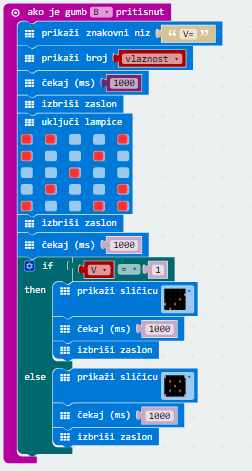 ako je gumb B pritisnut
prikaži znakovni niz “ V= ”
prikaži broj vlaznost
čekaj (ms) 1000
izbriši zaslon
uključi lampice
izbriši zaslon
čekaj (ms) 1000
if V = 1
then prikaži sličicu
čekaj (ms) 1000
izbriši zaslon
else prikaži sličicu
čekaj (ms) 1000
izbriši zaslon